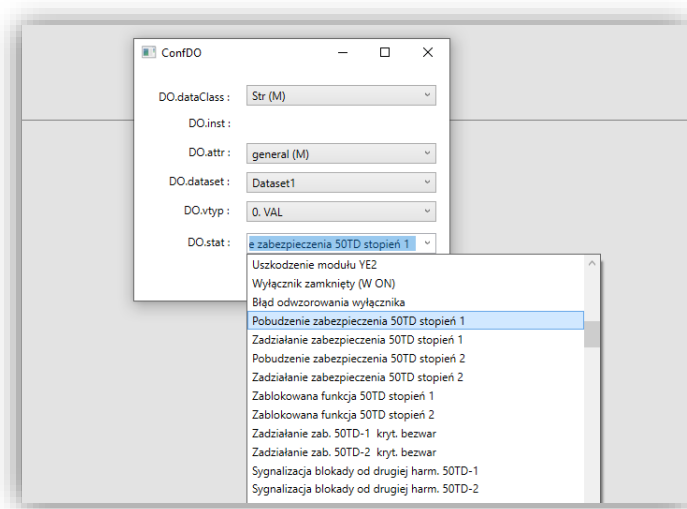 ConfDO
DO.dataClass : Str (M)
DO.inst :
DO.attr : general (M)
DO.dataset : Dataset1
DO.vtyp : 0. VAL
DO.stat : e zabezpieczenia 50TD stopień 1
Uszkodzenie modułu YE2
Wyłącznik zamknięty (W ON)
Błąd odwzorowania wyłącznika
Pobudzenie zabezpieczenia 50TD stopień 1
Zadziałanie zabezpieczenia 50TD stopień 1
Pobudzenie zabezpieczenia 50TD stopień 2
Zadziałanie zabezpieczenia 50TD stopień 2
Zablokowana funkcja 50TD stopień 1
Zablokowana funkcja 50TD stopień 2
Zadziałanie zab. 50TD-1  kryt. bezwar
Zadziałanie zab. 50TD-2  kryt. bezwar
Sygnalizacja blokady od drugiej harm. 50TD-1
Sygnalizacja blokady od drugiej harm. 50TD-2